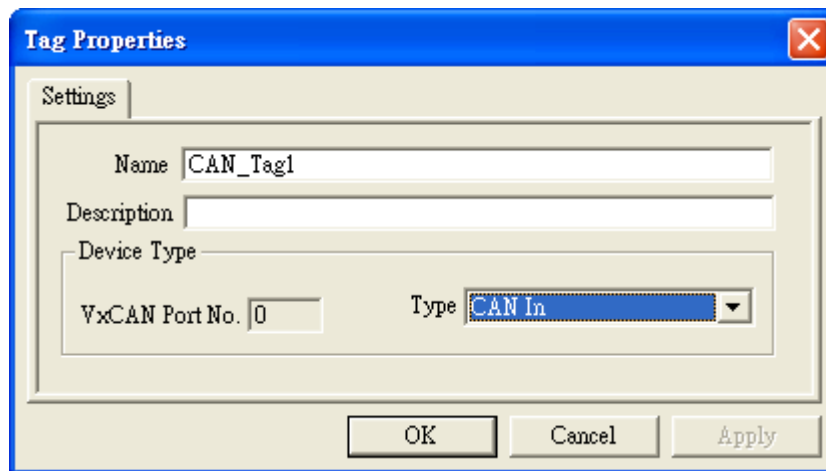 Tag Properties
Settings
Name CAN_Tag1
Description
Device Type
VxCAN Port No. 0 Type CAN In
OK Cancel Apply